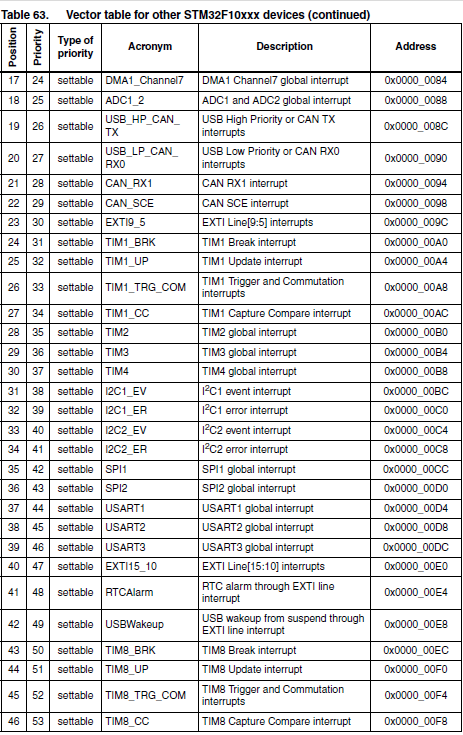 Table 63. Vector table for other STM32F10xxx devices (continued)
Position Priority Type of priority Acronym Description Address
17 24 settable DMA1_Channel7 DMA1 Channel7 global interrupt 0x0000_0084
18 25 settable ADC1_2 ADC1 and ADC2 global interrupt 0x0000_0088
19 26 settable USB_HP_CAN_TX USB High Priority or CAN TX interrupts 0x0000_008C
20 27 settable USB_LP_CAN_RX0 USB Low Priority or CAN RX0 interrupts 0x0000_0090
21 28 settable CAN_RX1 CAN RX1 interrupt 0x0000_0094
22 29 settable CAN_SCE CAN SCE interrupt 0x0000_0098
23 30 settable EXTI9_5 EXTI Line[9:5] interrupts 0x0000_009C
24 31 settable TIM1_BRK TIM1 Break interrupt 0x0000_00A0
25 32 settable TIM1_UP TIM1 Update interrupt 0x0000_00A4
26 33 settable TIM1_TRG_COM TIM1 Trigger and Commutation interrupts 0x0000_00A8
27 34 settable TIM1_CC TIM1 Capture Compare interrupt 0x0000_00AC
28 35 settable TIM2 TIM2 global interrupt 0x0000_00B0
29 36 settable TIM3 TIM3 global interrupt 0x0000_00B4
30 37 settable TIM4 TIM4 global interrupt 0x0000_00B8
31 38 settable I2C1_EV I²C1 event interrupt 0x0000_00BC
32 39 settable I2C1_ER I²C1 error interrupt 0x0000_00C0
33 40 settable I2C2_EV I²C2 event interrupt 0x0000_00C4
34 41 settable I2C2_ER I²C2 error interrupt 0x0000_00C8
35 42 settable SPI1 SPI1 global interrupt 0x0000_00CC
36 43 settable SPI2 SPI2 global interrupt 0x0000_00D0
37 44 settable USART1 USART1 global interrupt 0x0000_00D4
38 45 settable USART2 USART2 global interrupt 0x0000_00D8
39 46 settable USART3 USART3 global interrupt 0x0000_00DC
40 47 settable EXTI15_10 EXTI Line[15:10] interrupts 0x0000_00E0
41 48 settable RTCAlarm RTC alarm through EXTI line interrupt 0x0000_00E4
42 49 settable USBWakeup USB wakeup from suspend through EXTI line interrupt 0x0000_00E8
43 50 settable TIM8_BRK TIM8 Break interrupt 0x0000_00EC
44 51 settable TIM8_UP TIM8 Update interrupt 0x0000_00F0
45 52 settable TIM8_TRG_COM TIM8 Trigger and Commutation interrupts 0x0000_00F4
46 53 settable TIM8_CC TIM8 Capture Compare interrupt 0x0000_00F8